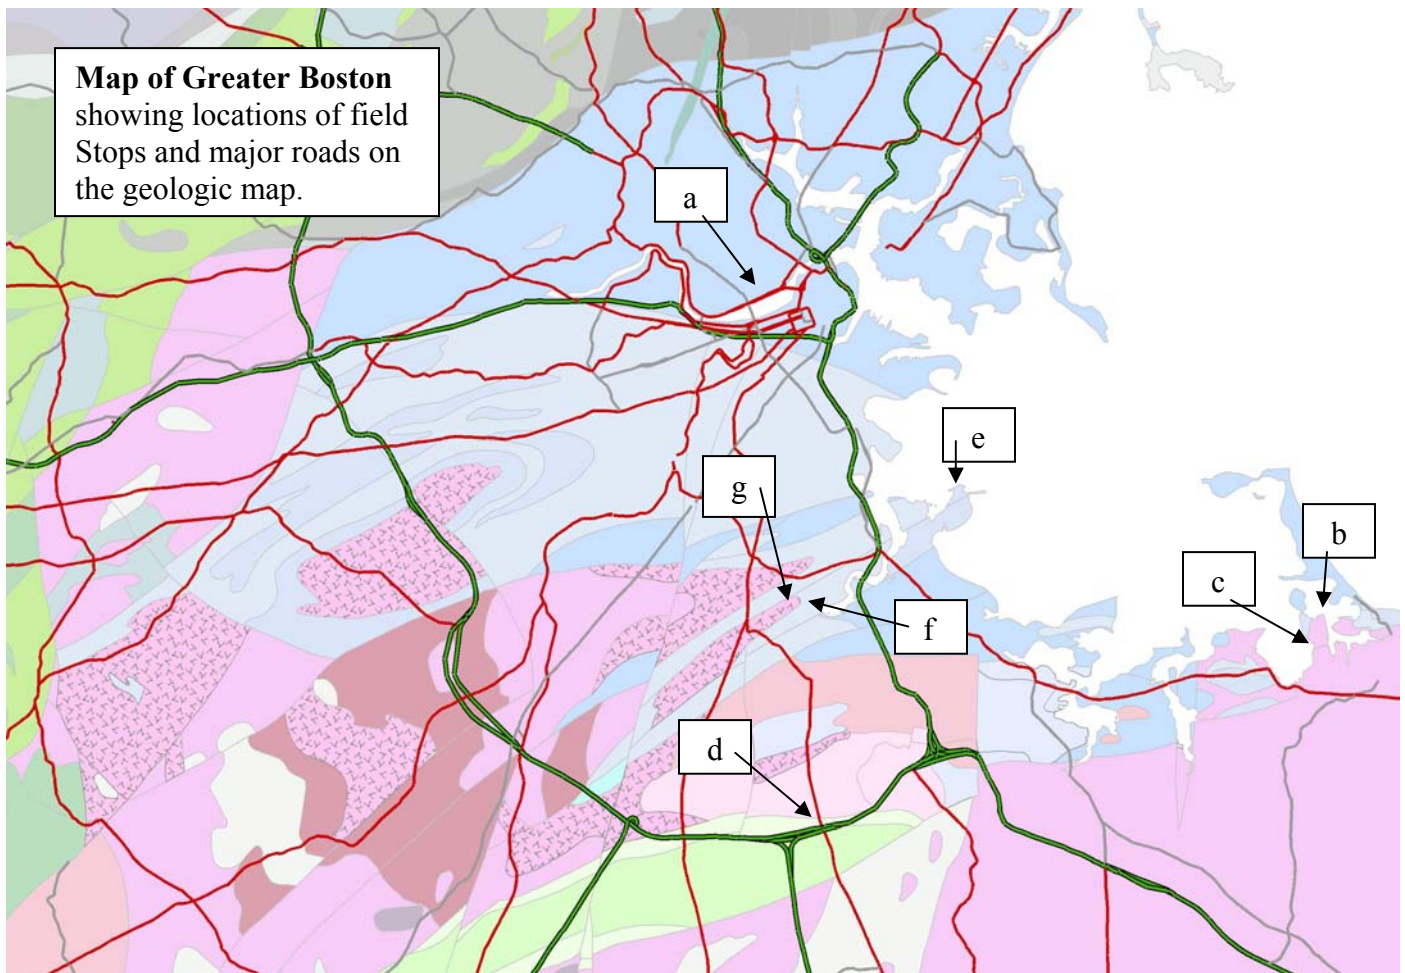 Map of Greater Boston
showing locations of field
Stops and major roads on
the geologic map.
a
e
g
b
c
f
d